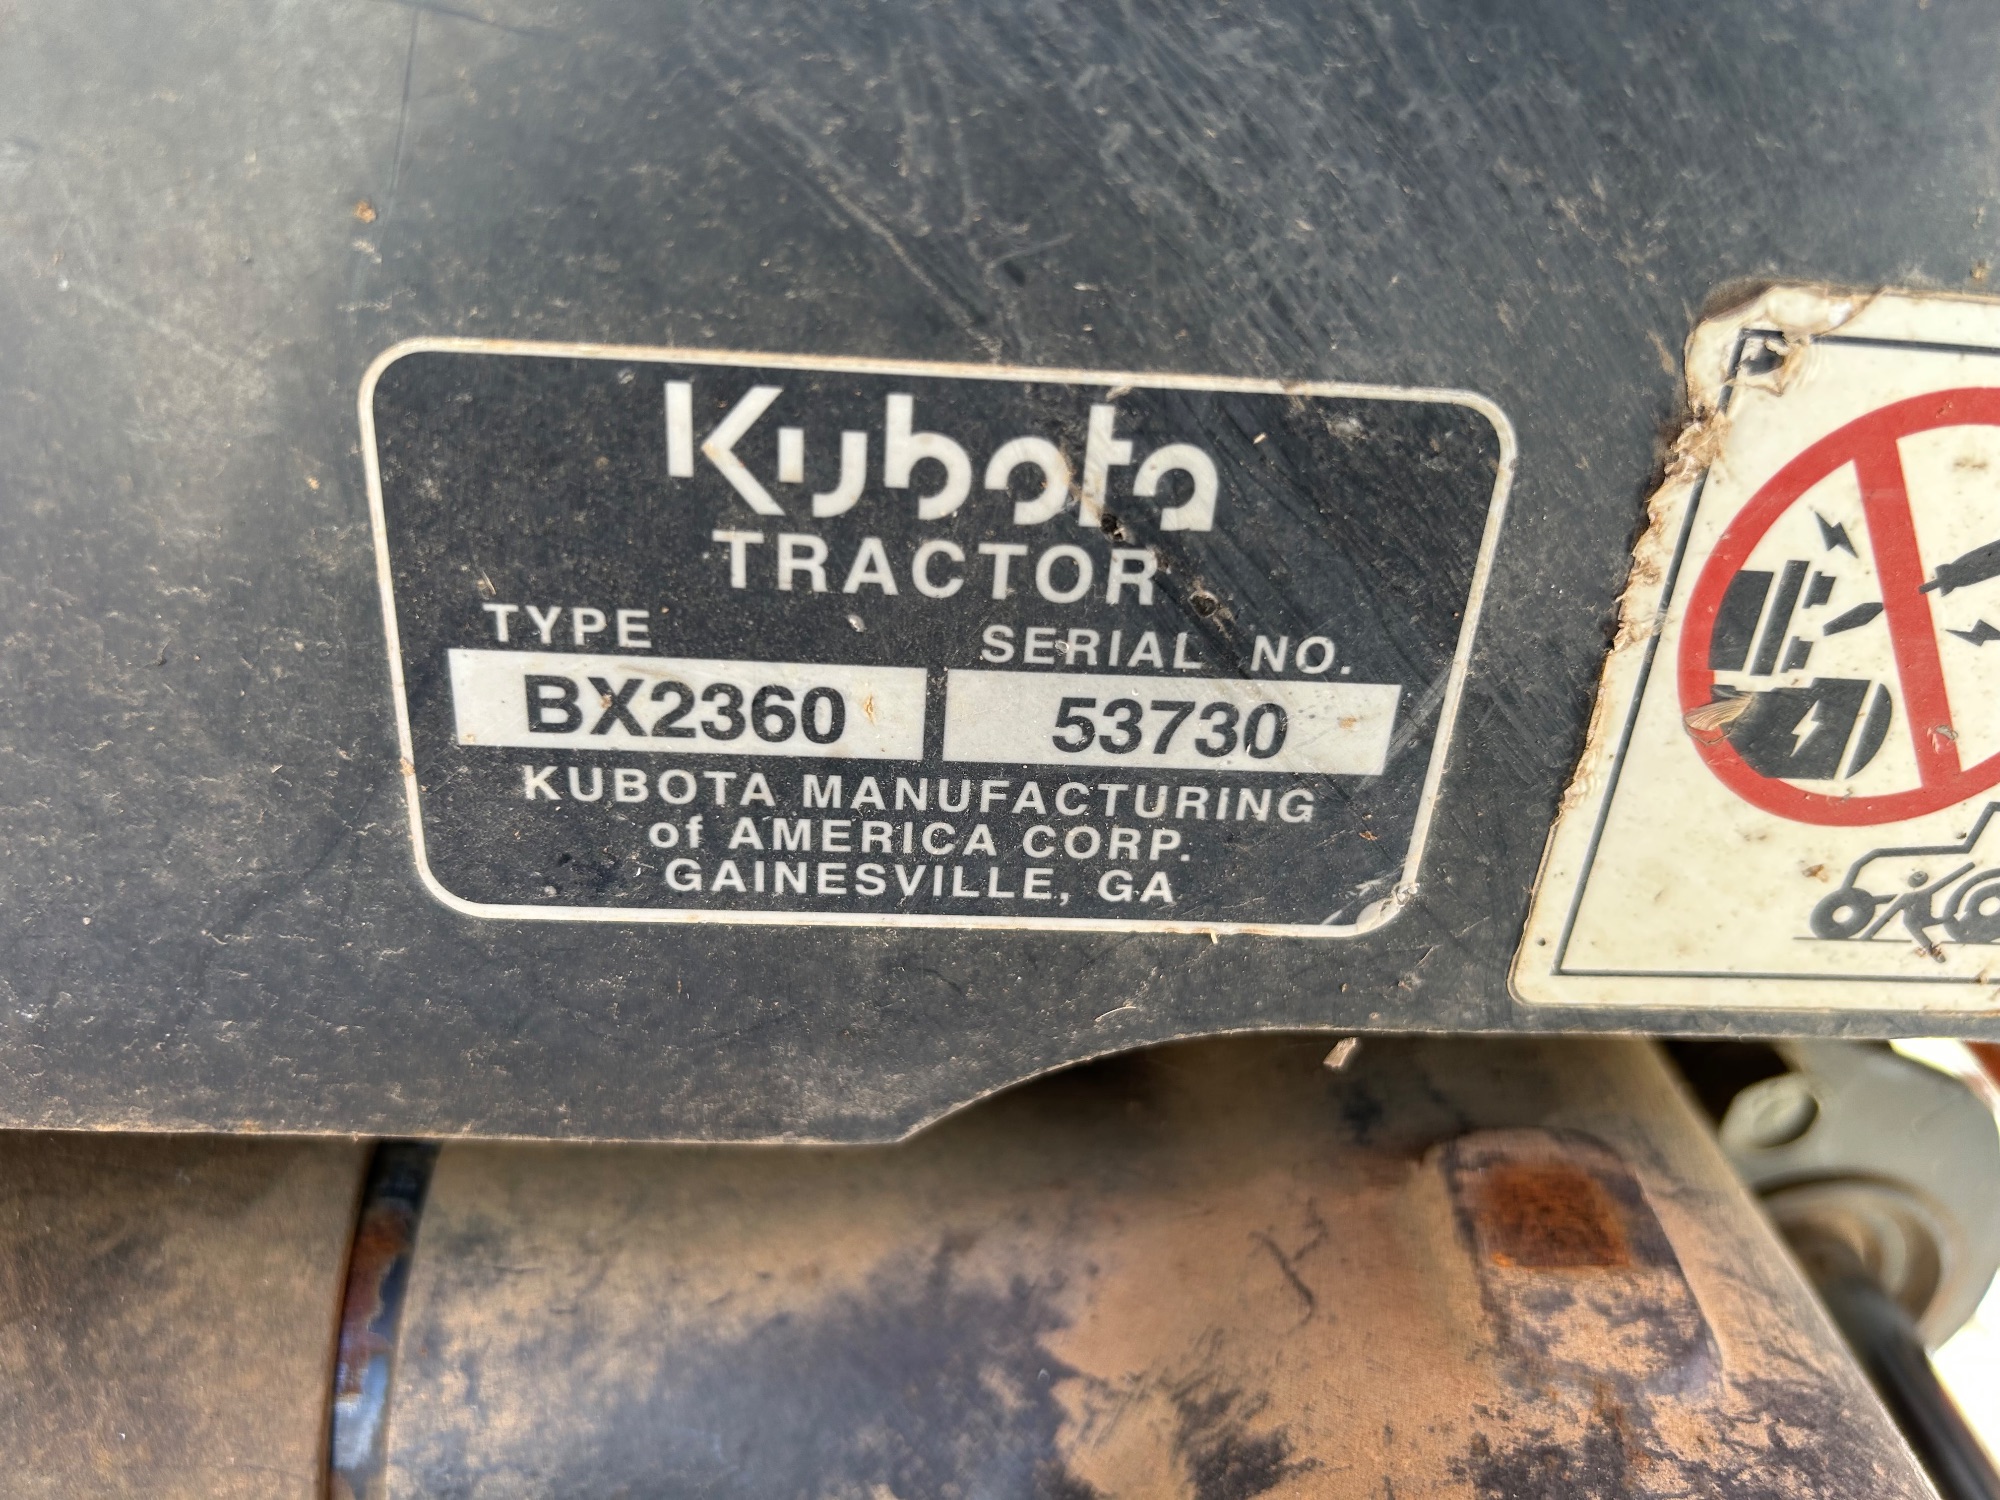 Kubota
TRACTOR
TYPE SERIAL NO.
BX2360 53730
KUBOTA MANUFACTURING
of AMERICA CORP.
GAINESVILLE, GA